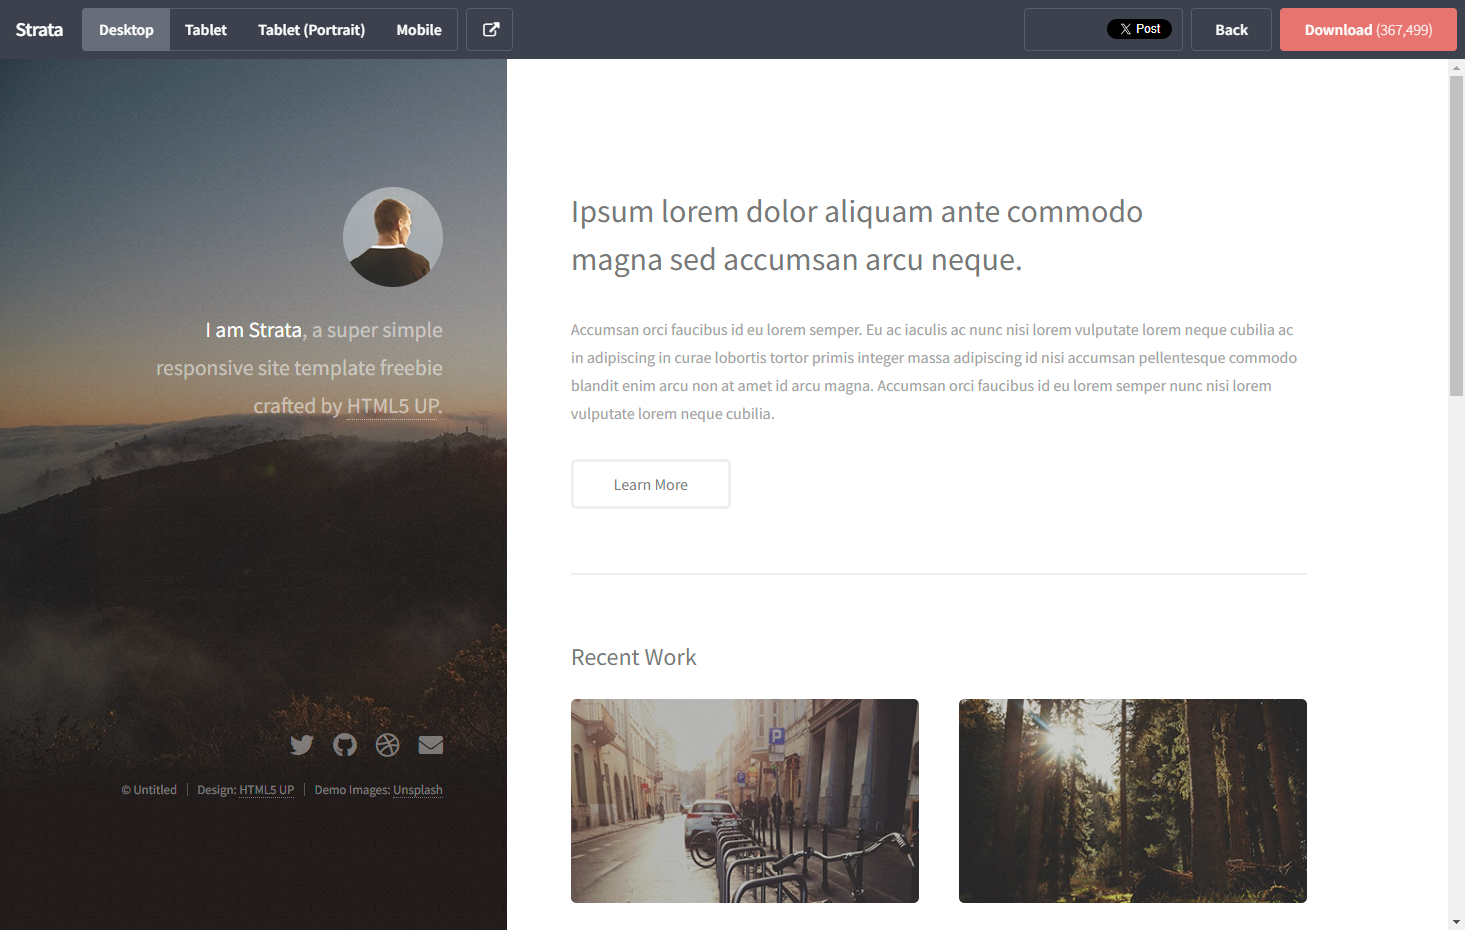 Strata
Desktop
Tablet
Tablet (Portrait)
Mobile
X Post
Back
Download (367,499)
I am Strata, a super simple
responsive site template freebie
crafted by HTML5 UP.
© Untitled
Design: HTML5 UP
Demo Images: Unsplash
Ipsum lorem dolor aliquam ante commodo
magna sed accumsan arcu neque.
Accumsan orci faucibus id eu lorem semper. Eu ac iaculis ac nunc nisi lorem vulputate lorem neque cubilia ac
in adipiscing in curae lobortis tortor primis integer massa adipiscing id nisi accumsan pellentesque commodo
blandit enim arcu non at amet id arcu magna. Accumsan orci faucibus id eu lorem semper nunc nisi lorem
vulputate lorem neque cubilia.
Learn More
Recent Work
P